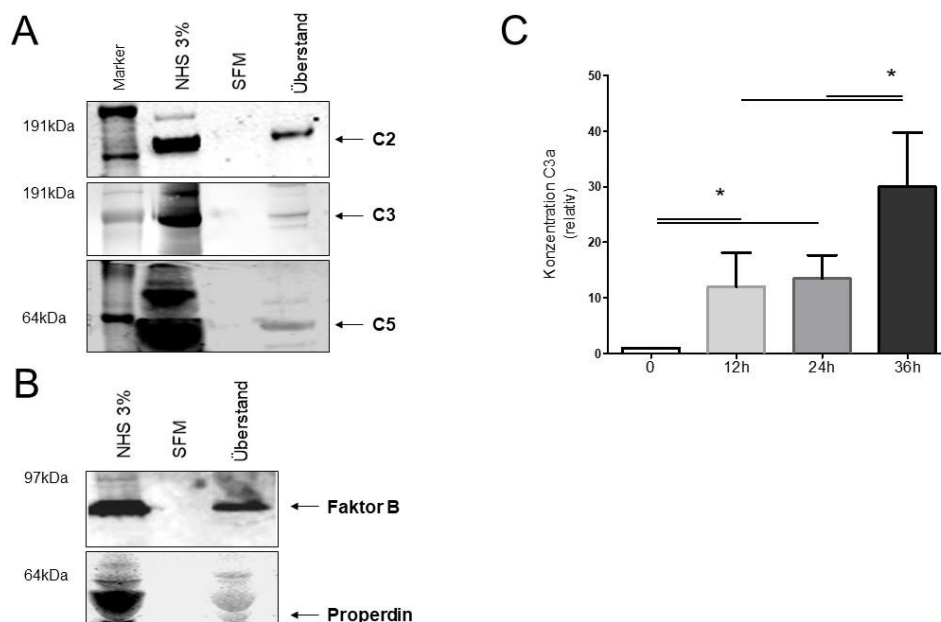 A
Marker
NHS 3%
SFM
Überstand
191kDa
C2
191kDa
C3
64kDa
C5
B
NHS 3%
SFM
Überstand
97kDa
Faktor B
64kDa
Properdin
C
Konzentration C3a
(relativ)
50
40
30
20
10
0
*
*
0
12h
24h
36h